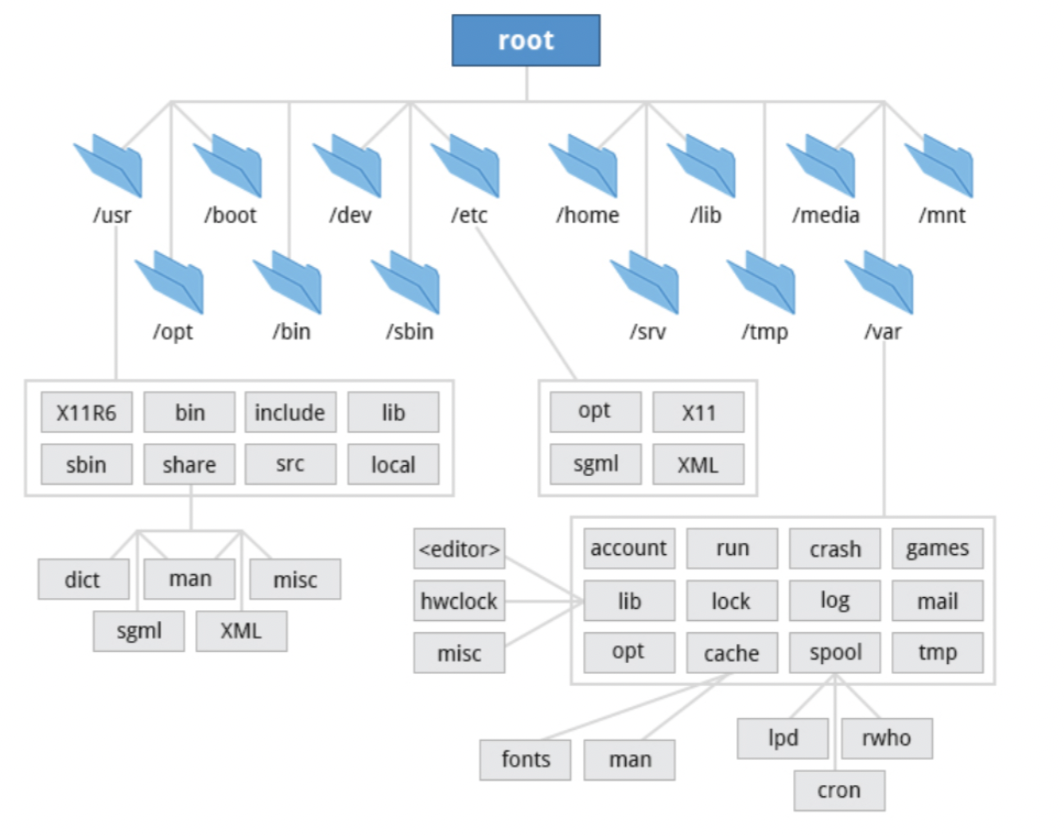 root
/usr
/boot
/dev
/etc
/home
/lib
/media
/mnt
/opt
/bin
/sbin
/srv
/tmp
/var
X11R6 bin include lib
sbin share src local
opt X11
sgml XML
dict man misc
sgml XML
<editor>
hwclock
misc
account run crash games
lib lock log mail
opt cache spool tmp
fonts man
lpd rwho
cron